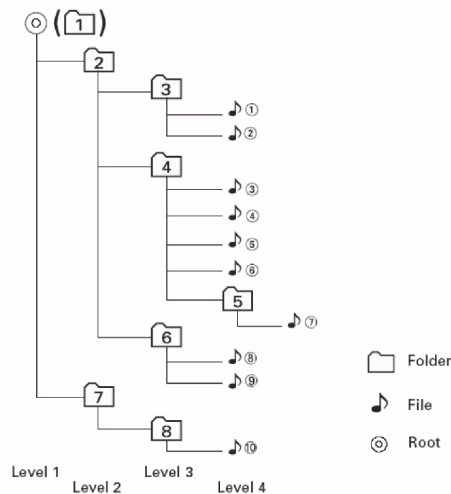 (1)
2
3
①
②
4
③
④
⑤
⑥
5
⑦
6
⑧
⑨
7
8
⑩
Folder
File
Root
Level 1
Level 2
Level 3
Level 4